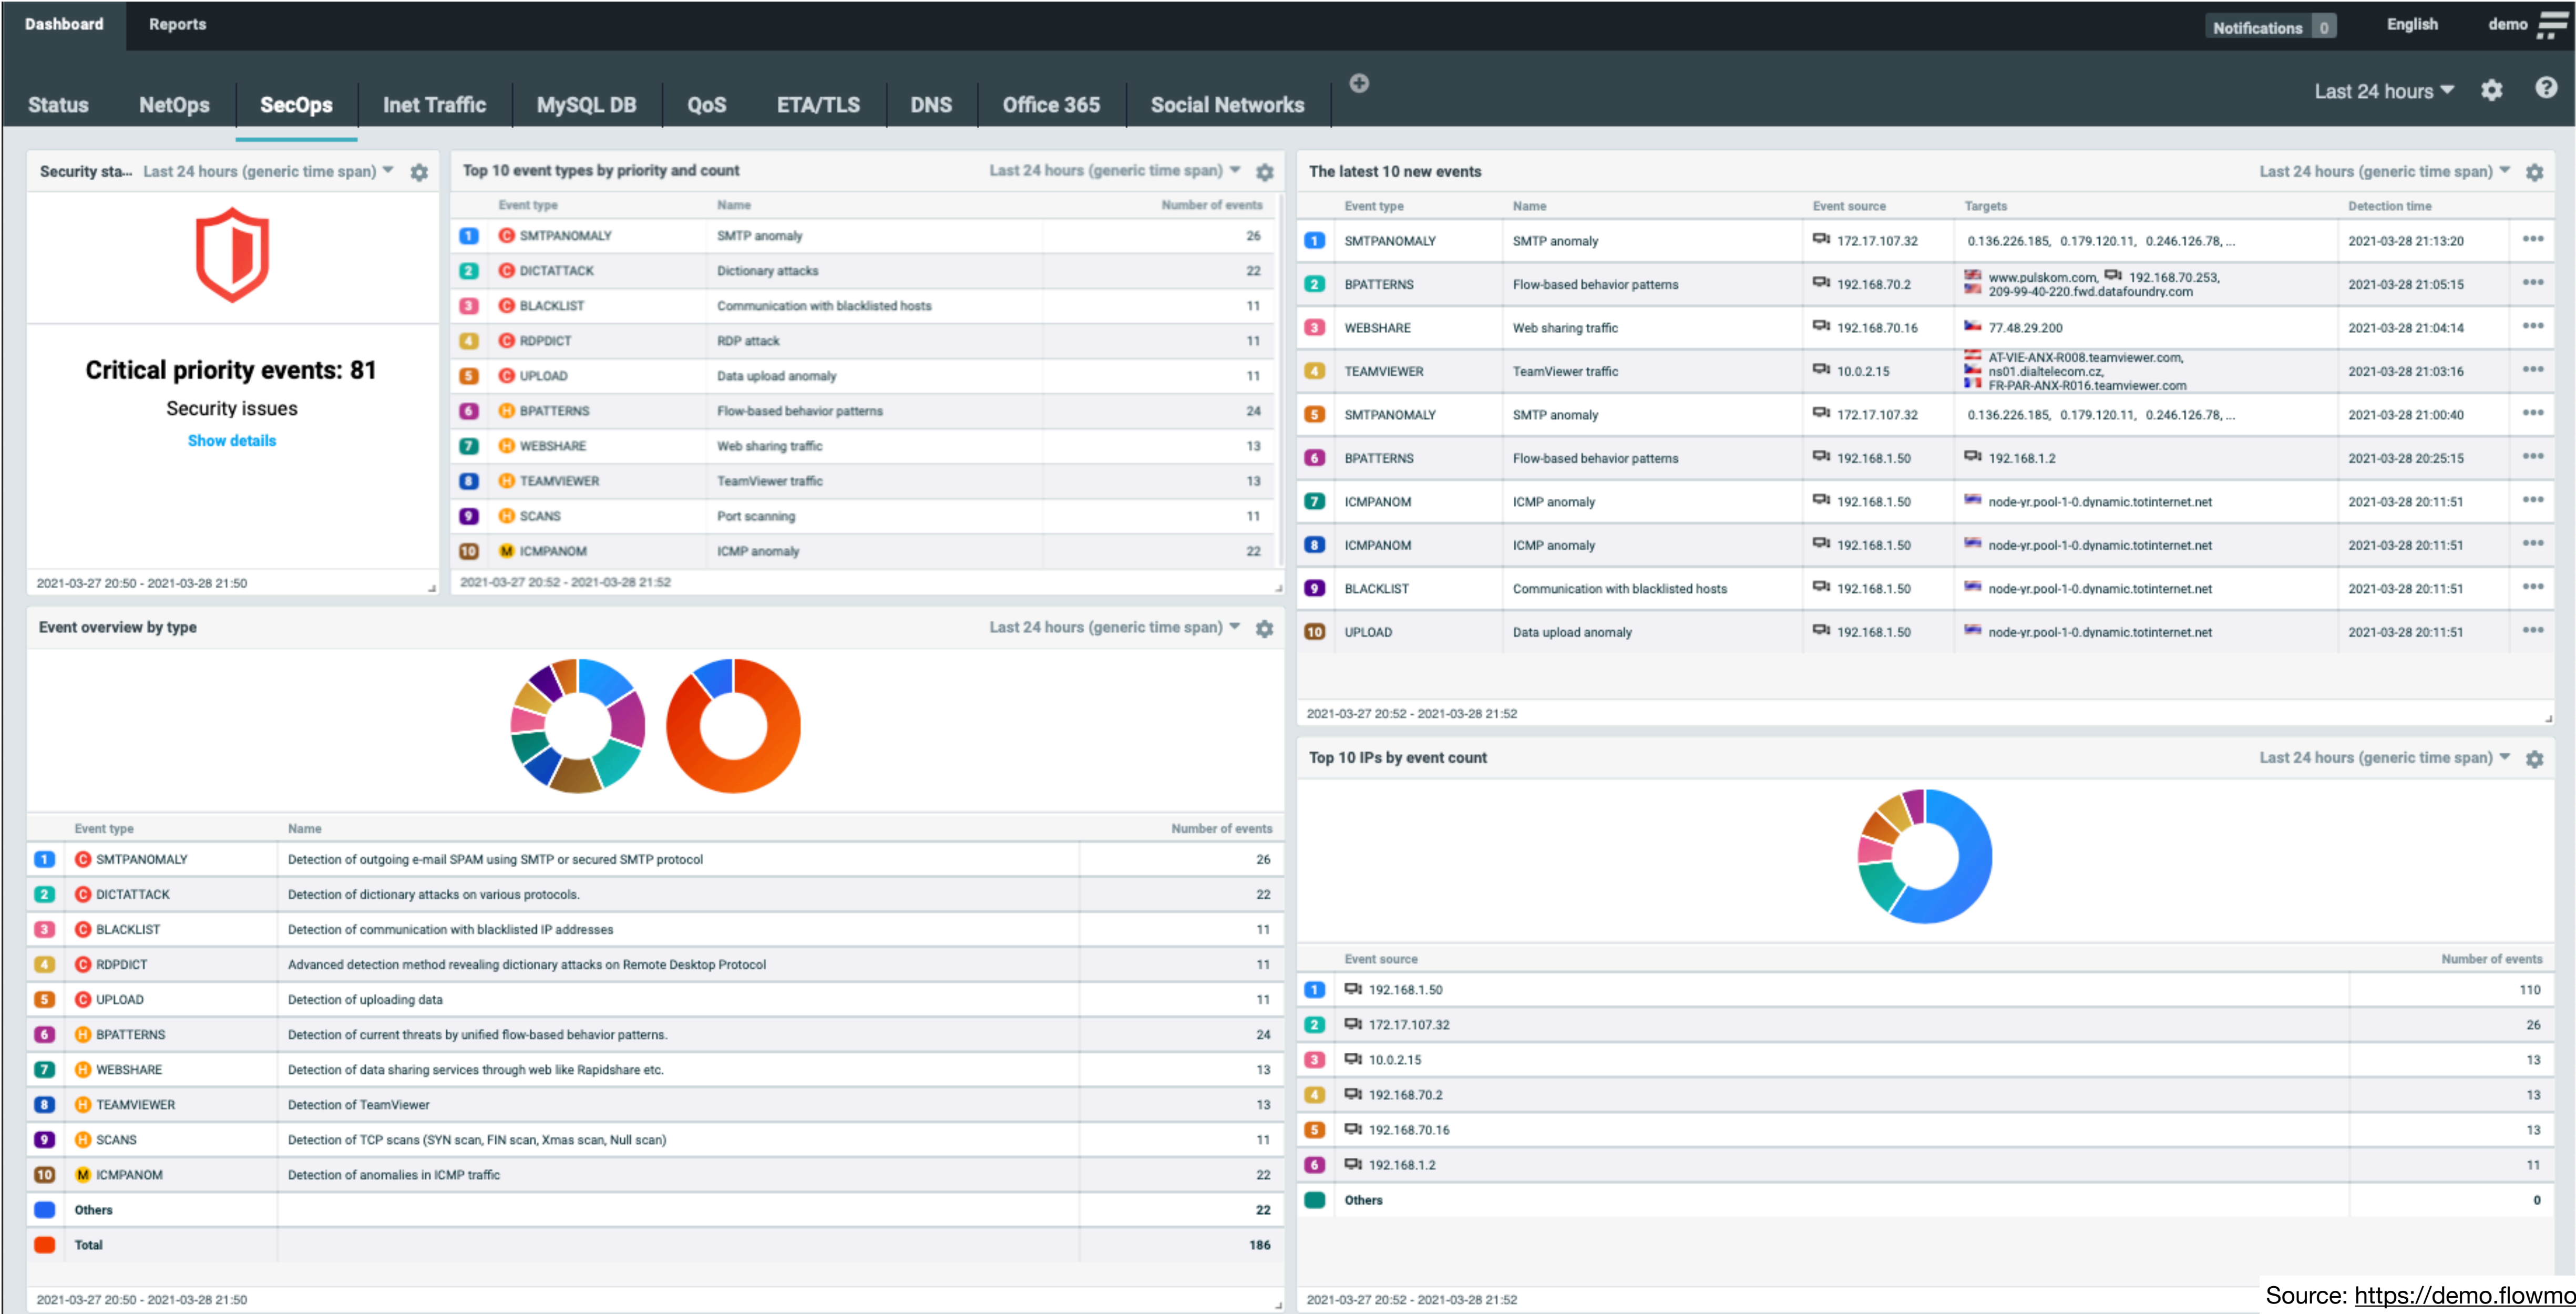 Dashboard Reports Notifications 0 English demo
Status NetOps SecOps Inet Traffic MySQL DB QoS ETA/TLS DNS Office 365 Social Networks Last 24 hours
Security sta... Last 24 hours (generic time span)
Critical priority events: 81
Security issues
Show details
2021-03-27 20:50 - 2021-03-28 21:50
Top 10 event types by priority and count Last 24 hours (generic time span)
Event type Name Number of events
1 C SMTPANOMALY SMTP anomaly 26
2 C DICTATTACK Dictionary attacks 22
3 C BLACKLIST Communication with blacklisted hosts 11
4 C RDPDICT RDP attack 11
5 C UPLOAD Data upload anomaly 11
6 H BPATTERNS Flow-based behavior patterns 24
7 H WEBSHARE Web sharing traffic 13
8 H TEAMVIEWER TeamViewer traffic 13
9 H SCANS Port scanning 11
10 M ICMPANOM ICMP anomaly 22
2021-03-27 20:52 - 2021-03-28 21:52
The latest 10 new events Last 24 hours (generic time span)
Event type Name Event source Targets Detection time
1 SMTPANOMALY SMTP anomaly 172.17.107.32 0.136.226.185, 0.179.120.11, 0.246.126.78, ... 2021-03-28 21:13:20
2 BPATTERNS Flow-based behavior patterns 192.168.70.2 www.pulskom.com, 192.168.70.253, 2021-03-28 21:05:15
209-99-40-220.fwd.datafoundry.com
3 WEBSHARE Web sharing traffic 192.168.70.16 77.48.29.200 2021-03-28 21:04:14
4 TEAMVIEWER TeamViewer traffic 10.0.2.15 AT-VIE-ANX-R008.teamviewer.com, 2021-03-28 21:03:16
ns01.dialtelecom.cz,
FR-PAR-ANX-R016.teamviewer.com
5 SMTPANOMALY SMTP anomaly 172.17.107.32 0.136.226.185, 0.179.120.11, 0.246.126.78, ... 2021-03-28 21:00:40
6 BPATTERNS Flow-based behavior patterns 192.168.1.50 192.168.1.2 2021-03-28 20:25:15
7 ICMPANOM ICMP anomaly 192.168.1.50 node-yr.pool-1-0.dynamic.totinternet.net 2021-03-28 20:11:51
8 ICMPANOM ICMP anomaly 192.168.1.50 node-yr.pool-1-0.dynamic.totinternet.net 2021-03-28 20:11:51
9 BLACKLIST Communication with blacklisted hosts 192.168.1.50 node-yr.pool-1-0.dynamic.totinternet.net 2021-03-28 20:11:51
10 UPLOAD Data upload anomaly 192.168.1.50 node-yr.pool-1-0.dynamic.totinternet.net 2021-03-28 20:11:51
2021-03-27 20:52 - 2021-03-28 21:52
Event overview by type Last 24 hours (generic time span)
Event type Name Number of events
1 C SMTPANOMALY Detection of outgoing e-mail SPAM using SMTP or secured SMTP protocol 26
2 C DICTATTACK Detection of dictionary attacks on various protocols. 22
3 C BLACKLIST Detection of communication with blacklisted IP addresses 11
4 C RDPDICT Advanced detection method revealing dictionary attacks on Remote Desktop Protocol 11
5 C UPLOAD Detection of uploading data 11
6 H BPATTERNS Detection of current threats by unified flow-based behavior patterns. 24
7 H WEBSHARE Detection of data sharing services through web like Rapidshare etc. 13
8 H TEAMVIEWER Detection of TeamViewer 13
9 H SCANS Detection of TCP scans (SYN scan, FIN scan, Xmas scan, Null scan) 11
10 M ICMPANOM Detection of anomalies in ICMP traffic 22
Others 22
Total 186
2021-03-27 20:50 - 2021-03-28 21:50
Top 10 IPs by event count Last 24 hours (generic time span)
Event source Number of events
1 192.168.1.50 110
2 172.17.107.32 26
3 10.0.2.15 13
4 192.168.70.2 13
5 192.168.70.16 13
6 192.168.1.2 11
Others 0
2021-03-27 20:52 - 2021-03-28 21:52
Source: https://demo.flowmo